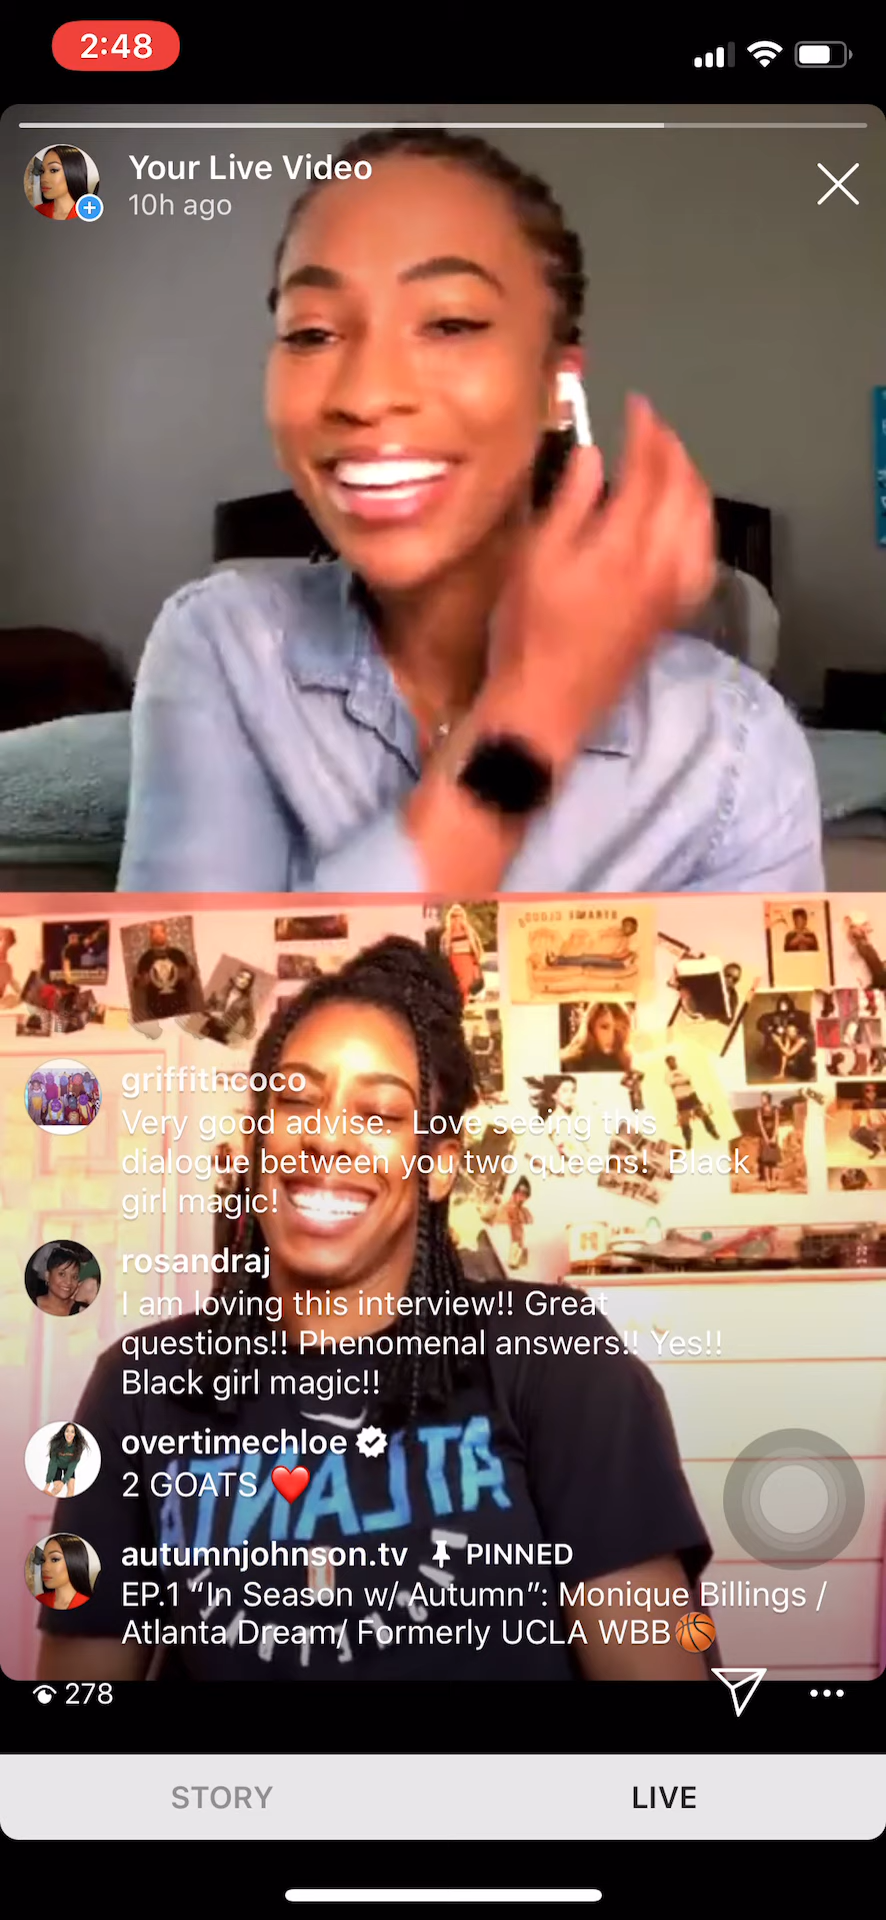 2:48
Your Live Video
10h ago
griffithcoco
Very good advise.  Love seeing this
dialogue between you two queens!  Black
girl magic!
rosandraj
I am loving this interview!! Great
questions!! Phenomenal answers!! Yes!!
Black girl magic!!
overtimechloe
2 GOATS ❤️
ATLANTA
autumnjohnson.tv PINNED
EP.1 “In Season w/ Autumn”: Monique Billings /
Atlanta Dream/ Formerly UCLA WBB🏀
278
STORY
LIVE